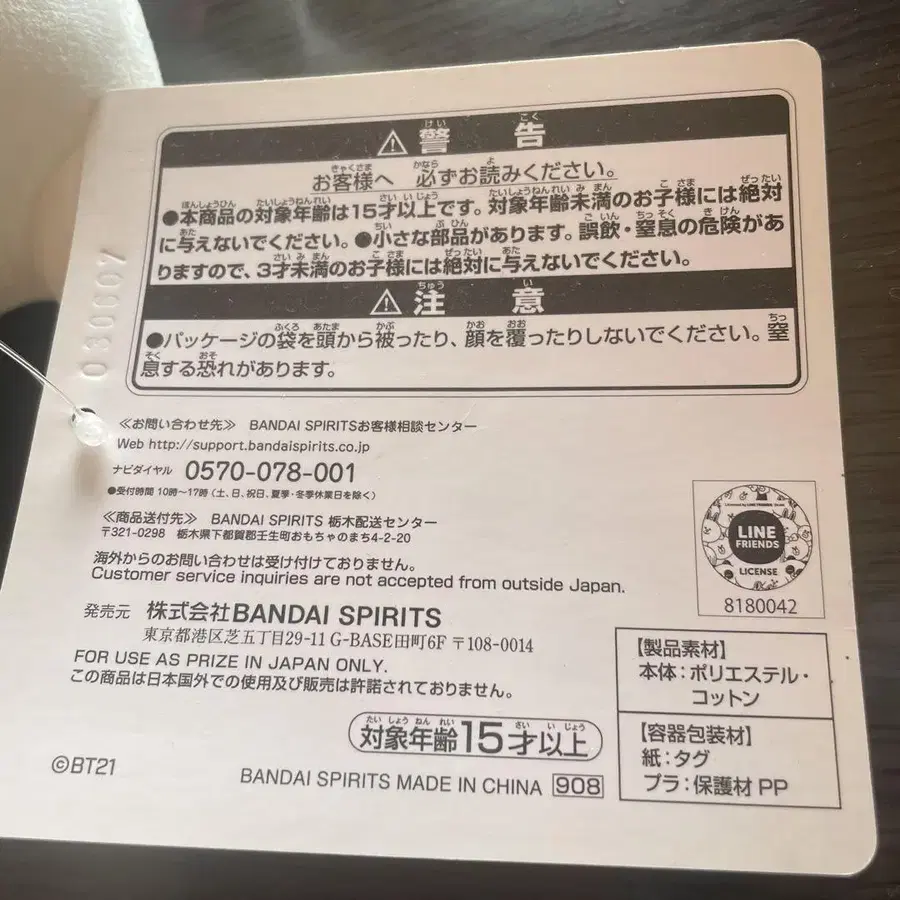 ⚠警告
お客様へ 必ずお読みください。
●本商品の対象年齢は15才以上です。対象年齢未満のお子様には絶対
に与えないでください。●小さな部品があります。誤飲・窒息の危険があ
りますので、3才未満のお子様には絶対に与えないでください。
⚠注意
●パッケージの袋を頭から被ったり、顔を覆ったりしないでください。窒
息する恐れがあります。
≪お問い合わせ先≫ BANDAI SPIRITSお客様相談センター
Web http://support.bandaispirits.co.jp
ナビダイヤル 0570-078-001
●受付時間 10時〜17時(土、日、祝日、夏季・冬季休業日を除く)
≪商品送付先≫ BANDAI SPIRITS 栃木配送センター
〒321-0298 栃木県下都賀郡壬生町おもちゃのまち4-2-20
海外からのお問い合わせは受け付けておりません。
Customer service inquiries are not accepted from outside Japan.
発売元 株式会社BANDAI SPIRITS
東京都港区芝五丁目29-11 G-BASE田町6F 〒108-0014
FOR USE AS PRIZE IN JAPAN ONLY.
この商品は日本国外での使用及び販売は許諾されておりません。
対象年齢15才以上
©BT21
BANDAI SPIRITS MADE IN CHINA 908
LINE
FRIENDS
LICENSE
8180042
【製品素材】
本体:ポリエステル・
コットン
【容器包装材】
紙:タグ
プラ:保護材 PP